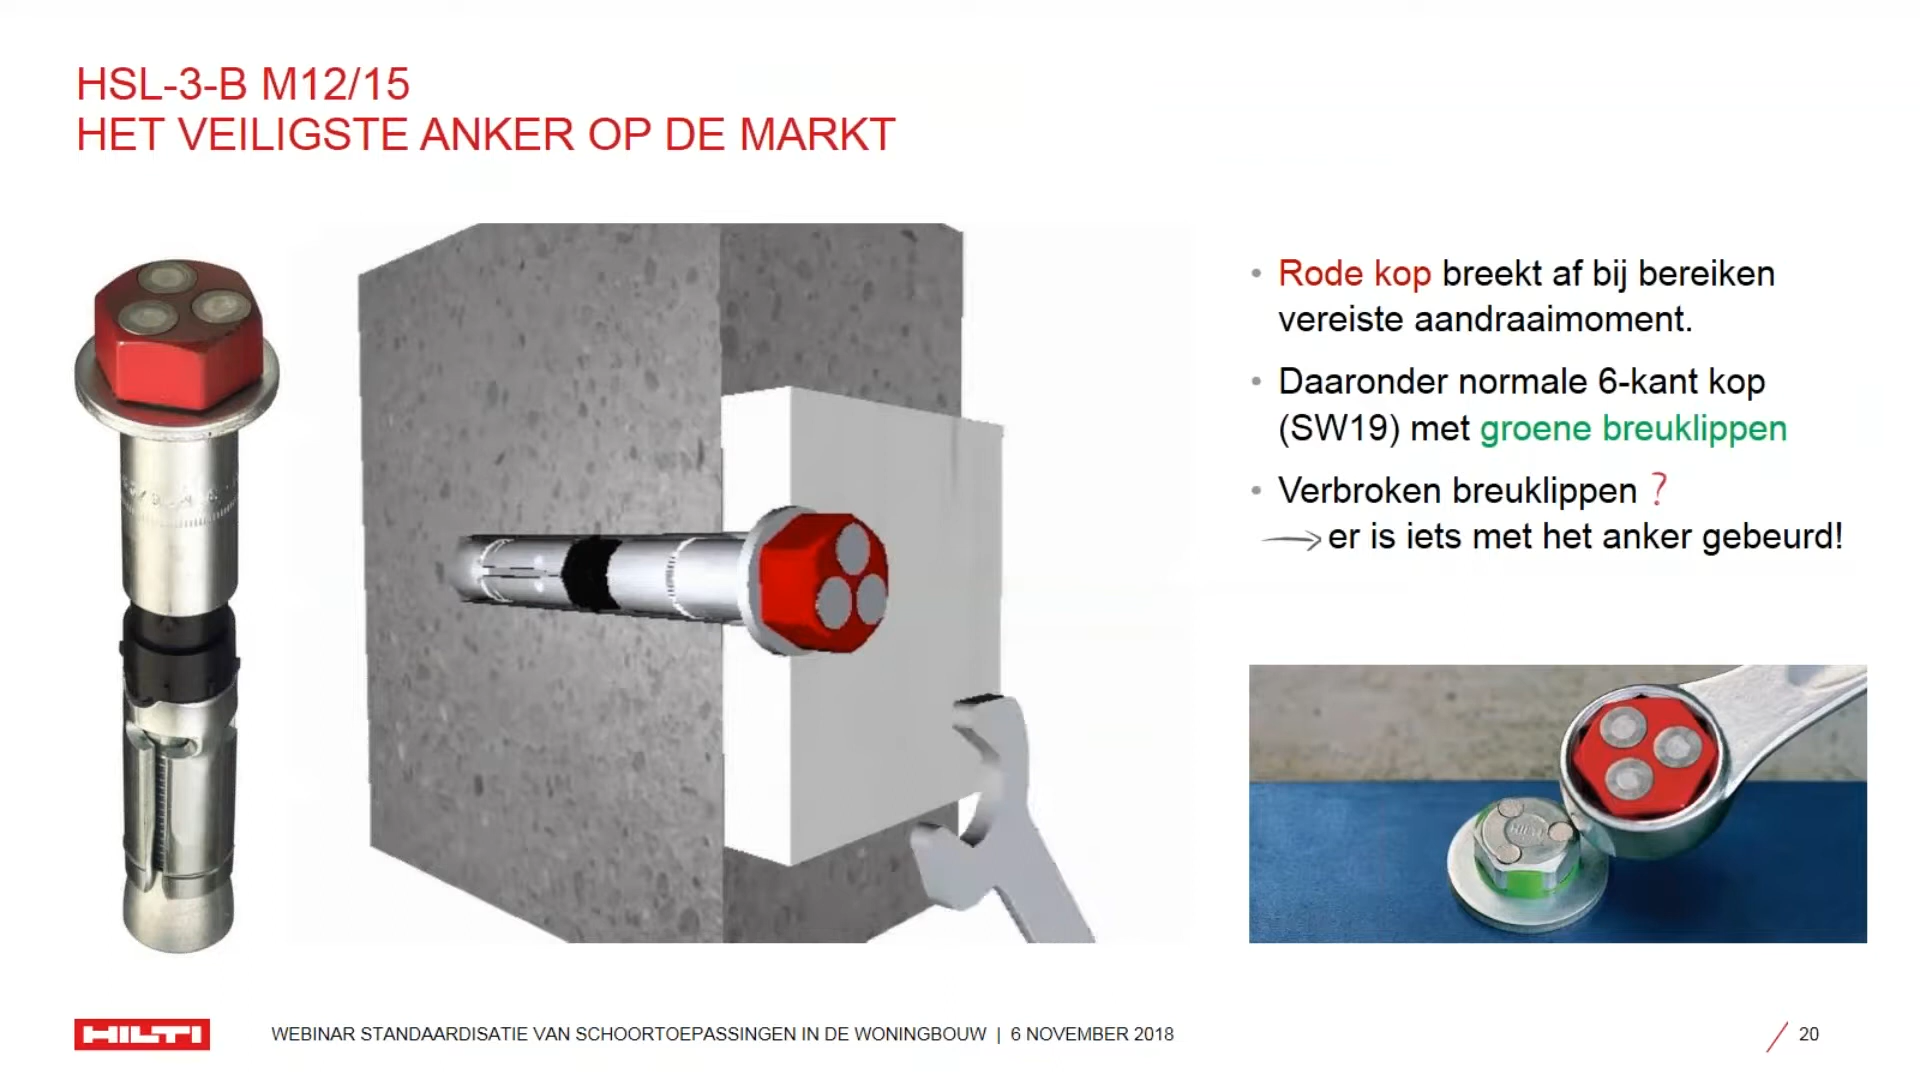 HSL-3-B M12/15
HET VEILIGSTE ANKER OP DE MARKT
• Rode kop breekt af bij bereiken
vereiste aandraaimoment.
• Daaronder normale 6-kant kop
(SW19) met groene breuklippen
• Verbroken breuklippen ?
→ er is iets met het anker gebeurd!
HILTI
HILTI WEBINAR STANDAARDISATIE VAN SCHOORTOEPASSINGEN IN DE WONINGBOUW | 6 NOVEMBER 2018 / 20